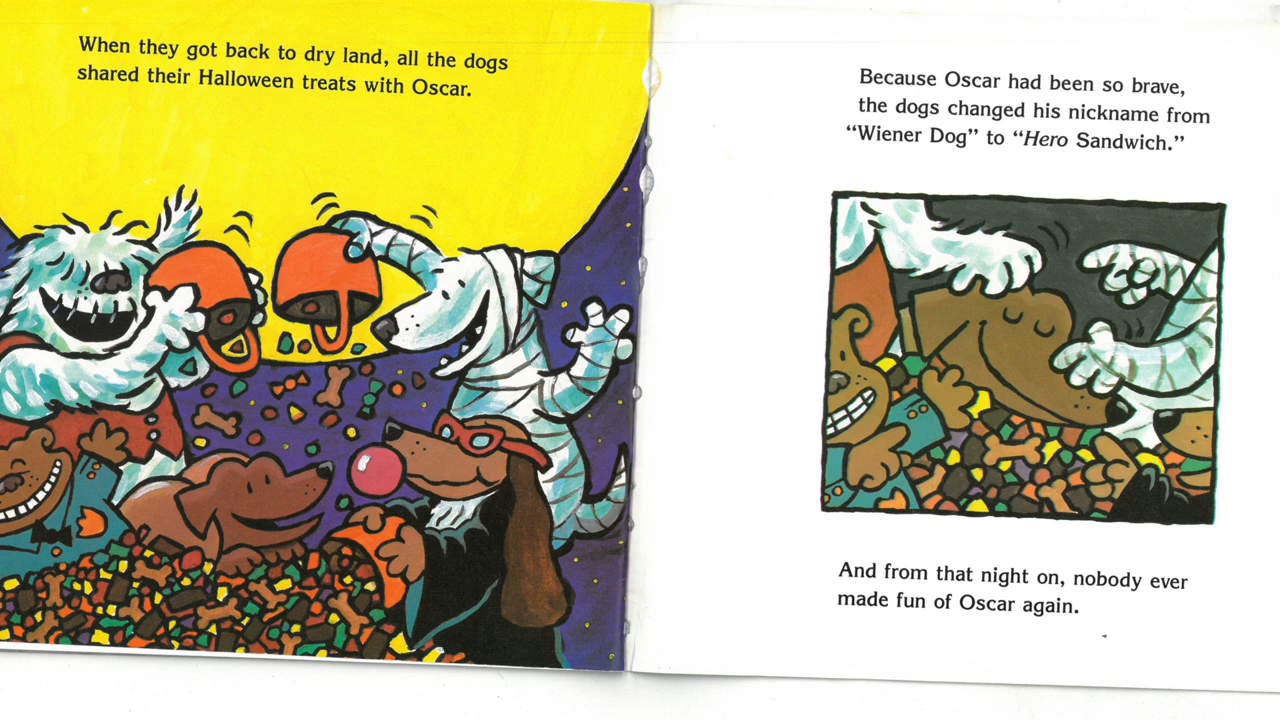 When they got back to dry land, all the dogs
shared their Halloween treats with Oscar.
Because Oscar had been so brave,
the dogs changed his nickname from
“Wiener Dog” to “Hero Sandwich.”
And from that night on, nobody ever
made fun of Oscar again.